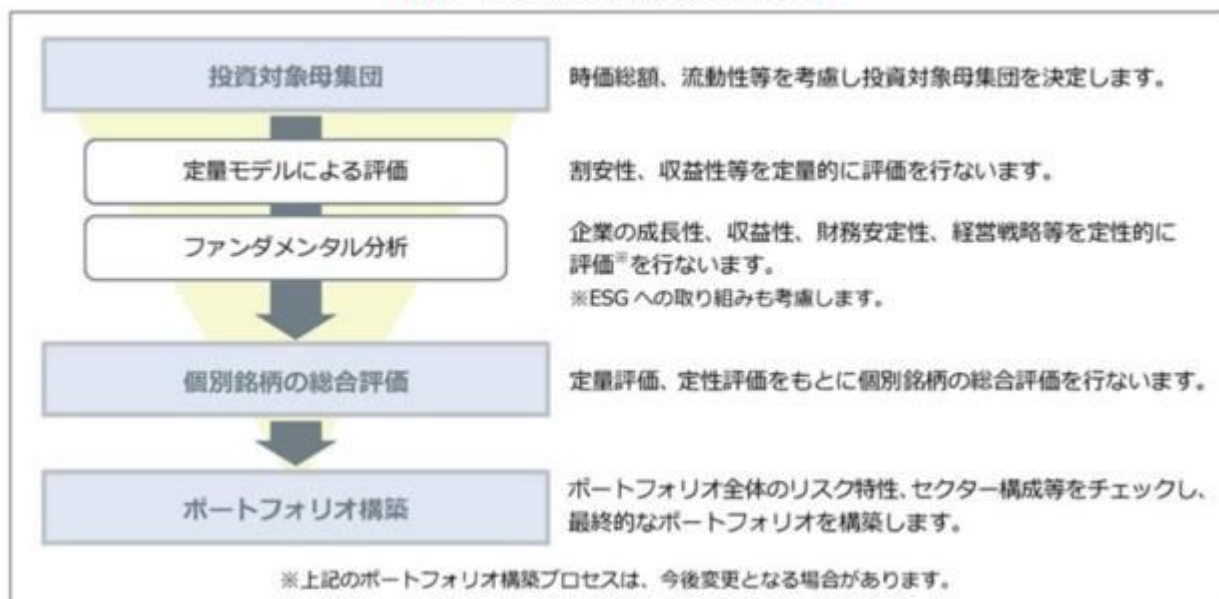 投資対象母集団
時価総額、流動性等を考慮し投資対象母集団を決定します。
定量モデルによる評価
割安性、収益性等を定量的に評価を行ないます。
ファンダメンタル分析
企業の成長性、収益性、財務安定性、経営戦略等を定性的に
評価※を行ないます。
※ESG への取り組みも考慮します。
個別銘柄の総合評価
定量評価、定性評価をもとに個別銘柄の総合評価を行ないます。
ポートフォリオ構築
ポートフォリオ全体のリスク特性、セクター構成等をチェックし、
最終的なポートフォリオを構築します。
※上記のポートフォリオ構築プロセスは、今後変更となる場合があります。